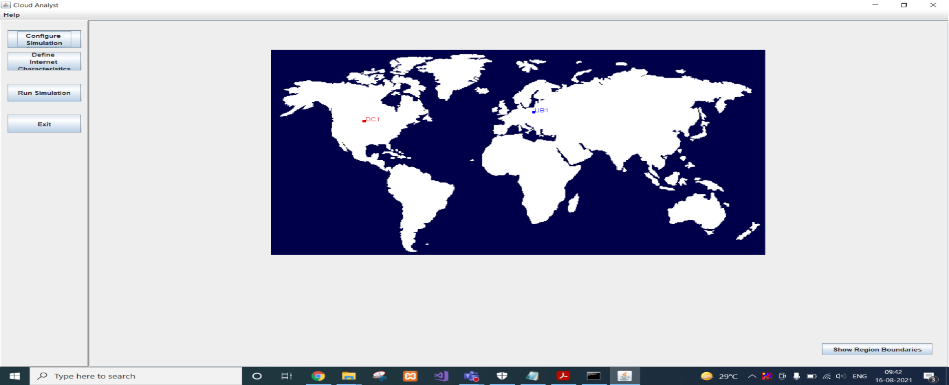 Cloud Analyst
Help
Configure
Simulation
Define
Internet
Characteristics
Run Simulation
Exit
DC1
UB1
Show Region Boundaries
Type here to search
29°C
ENG
09:42
16-08-2021
3